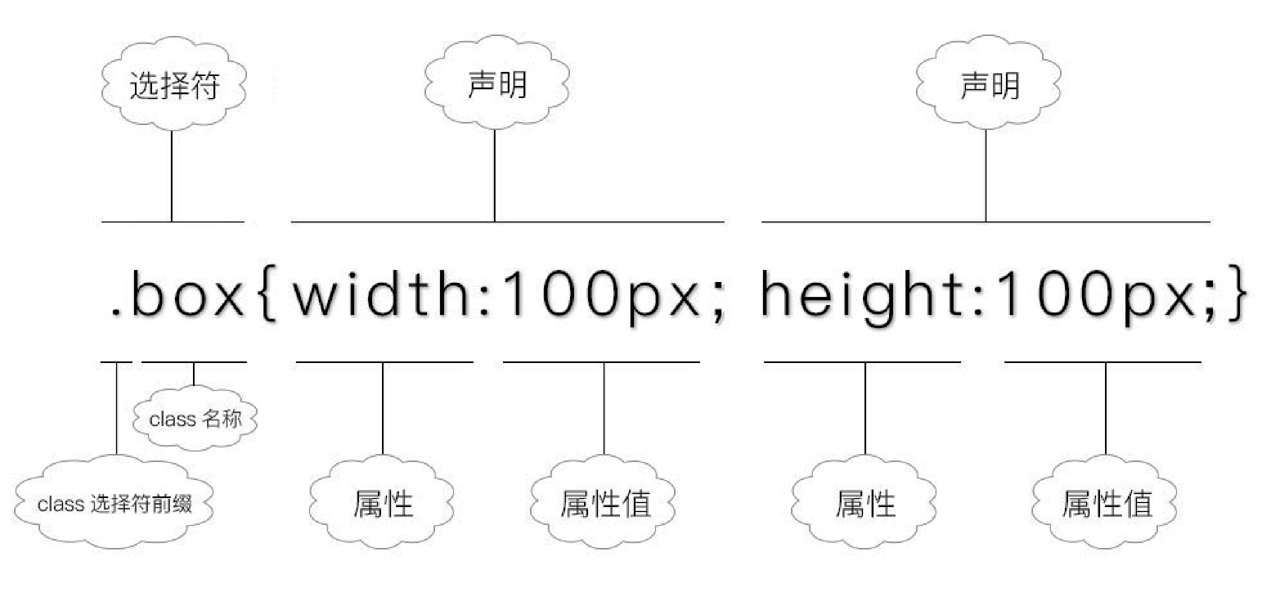 选择符
声明
声明
.box{width:100px; height:100px;}
class 名称
class 选择符前缀
属性
属性值
属性
属性值